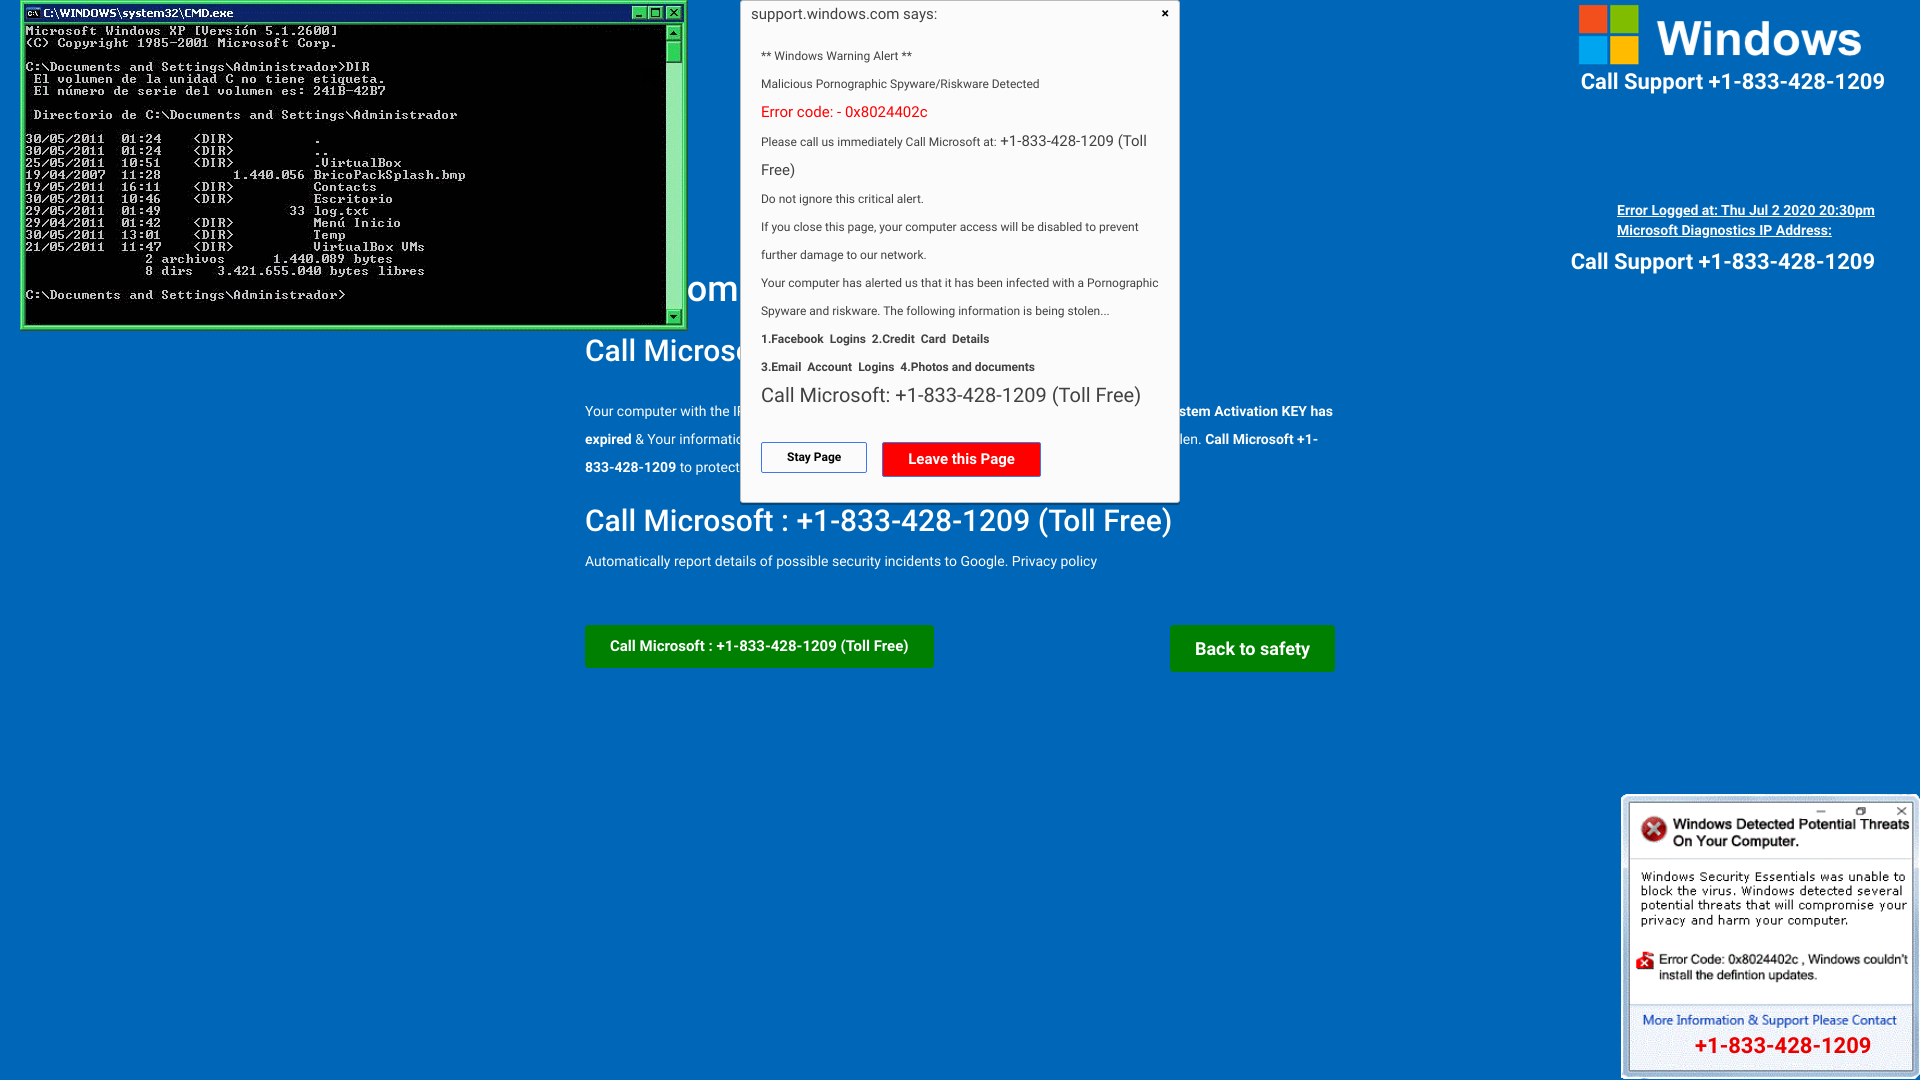 C:\WINDOWS\system32\CMD.exe
Microsoft Windows XP [Versión 5.1.2600]
(C) Copyright 1985-2001 Microsoft Corp.
C:\Documents and Settings\Administrador>DIR
El volumen de la unidad C no tiene etiqueta.
El número de serie del volumen es: 241B-42B7
Directorio de C:\Documents and Settings\Administrador
30/05/2011 01:24 <DIR> .
30/05/2011 01:24 <DIR> ..
25/05/2011 10:51 <DIR> .VirtualBox
19/04/2007 11:28 1.440.056 BricoPackSplash.bmp
19/05/2011 16:11 <DIR> Contacts
30/05/2011 10:46 <DIR> Escritorio
29/05/2011 01:49 33 log.txt
29/04/2011 01:42 <DIR> Menú Inicio
30/05/2011 13:01 <DIR> Temp
21/05/2011 11:47 <DIR> VirtualBox VMs
2 archivos 1.440.089 bytes
8 dirs 3.421.655.040 bytes libres
C:\Documents and Settings\Administrador>
support.windows.com says:
×
** Windows Warning Alert **
Malicious Pornographic Spyware/Riskware Detected
Error code: - 0x8024402c
Please call us immediately Call Microsoft at: +1-833-428-1209 (Toll
Free)
Do not ignore this critical alert.
If you close this page, your computer access will be disabled to prevent
further damage to our network.
Your computer has alerted us that it has been infected with a Pornographic
Spyware and riskware. The following information is being stolen...
1.Facebook Logins 2.Credit Card Details
3.Email Account Logins 4.Photos and documents
Call Microsoft: +1-833-428-1209 (Toll Free)
Stay Page
Leave this Page
Windows
Call Support +1-833-428-1209
Error Logged at: Thu Jul 2 2020 20:30pm
Microsoft Diagnostics IP Address:
Call Support +1-833-428-1209
om
Call Micros
Your computer with the I stem Activation KEY has
expired & Your informati len. Call Microsoft +1-
833-428-1209 to protect
Call Microsoft : +1-833-428-1209 (Toll Free)
Automatically report details of possible security incidents to Google. Privacy policy
Call Microsoft : +1-833-428-1209 (Toll Free)
Back to safety
Windows Detected Potential Threats
On Your Computer.
Windows Security Essentials was unable to
block the virus. Windows detected several
potential threats that will compromise your
privacy and harm your computer.
Error Code: 0x8024402c , Windows couldn't
install the defintion updates.
More Information & Support Please Contact
+1-833-428-1209